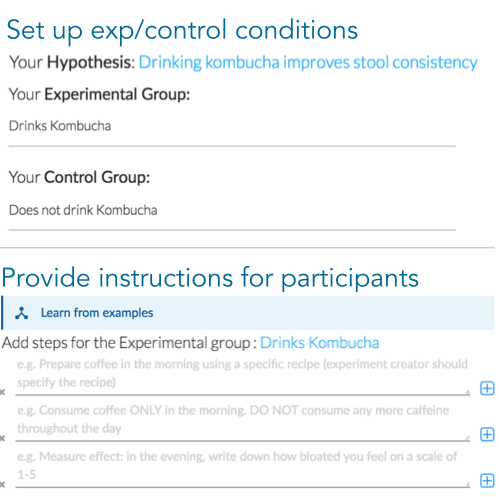 Set up exp/control conditions
Your Hypothesis: Drinking kombucha improves stool consistency
Your Experimental Group:
Drinks Kombucha
Your Control Group:
Does not drink Kombucha
Provide instructions for participants
Learn from examples
Add steps for the Experimental group : Drinks Kombucha
e.g. Prepare coffee in the morning using a specific recipe (experiment creator should
specify the recipe)
e.g. Consume coffee ONLY in the morning. DO NOT consume any more caffeine
throughout the day
e.g. Measure effect: in the evening, write down how bloated you feel on a scale of
1-5